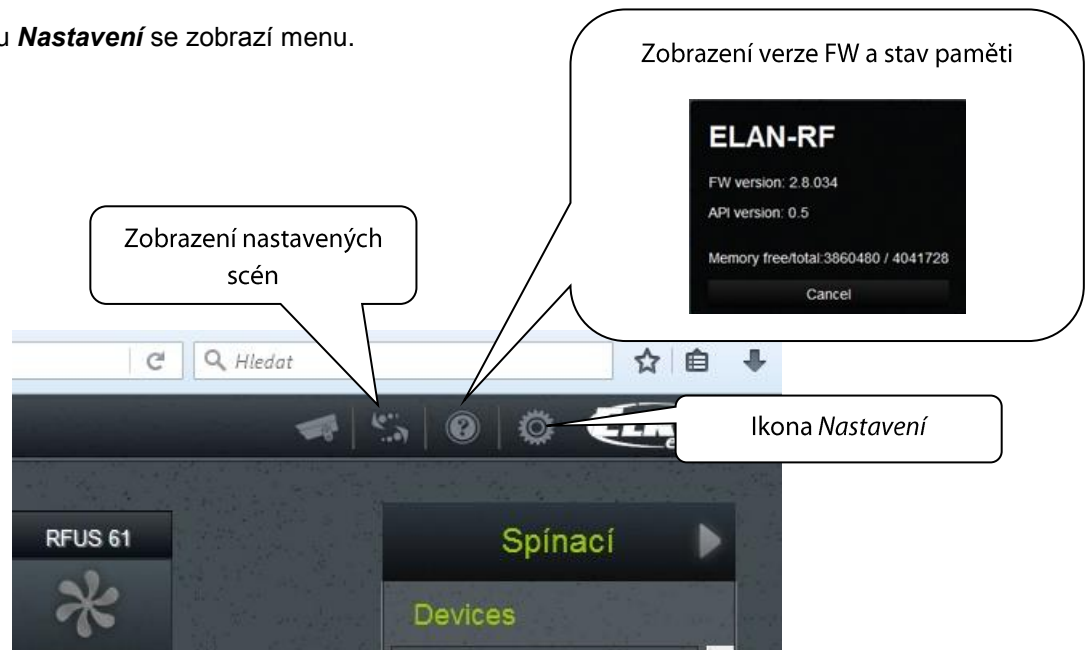 u Nastavení se zobrazí menu.
Zobrazení verze FW a stav paměti
ELAN-RF
FW version: 2.8.034
API version: 0.5
Memory free/total:3860480 / 4041728
Cancel
Zobrazení nastavených
scén
Hledat
Ikona Nastavení
RFUS 61
Spínací
Devices